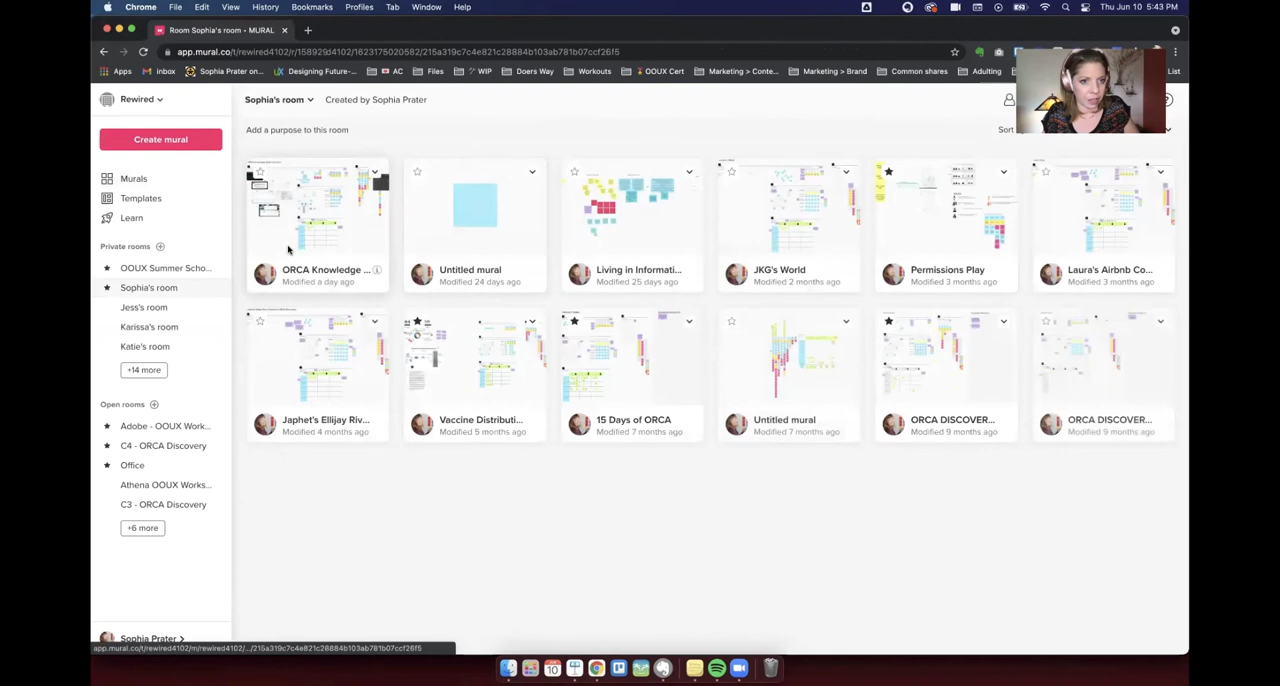 Chrome File Edit View History Bookmarks Profiles Tab Window Help Thu Jun 10 5:43 PM
Room Sophia's room - MURAL
app.mural.co/t/rewired4102/r/158929d4102/1623175020582/215a319c7c4e821c28884b103ab781b07ccf26f5
Apps inbox Sophia Prater on... Designing Future-... AC Files WIP Doers Way Workouts OOUX Cert Marketing > Conte... Marketing > Brand Common shares Adulting List
Rewired
Sophia's room Created by Sophia Prater
Create mural
Add a purpose to this room
Sort
Murals
Templates
Learn
Private rooms
OOUX Summer Scho...
Sophia's room
Jess's room
Karissa's room
Katie's room
+14 more
Open rooms
Adobe - OOUX Work...
C4 - ORCA Discovery
Office
Athena OOUX Works...
C3 - ORCA Discovery
+6 more
Sophia Prater
ORCA Knowledge ...
Modified a day ago
Untitled mural
Modified 24 days ago
Living in Informati...
Modified 25 days ago
JKG's World
Modified 2 months ago
Permissions Play
Modified 3 months ago
Laura's Airbnb Co...
Modified 3 months ago
Japhet's Ellijay Riv...
Modified 4 months ago
Vaccine Distributi...
Modified 5 months ago
15 Days of ORCA
Modified 7 months ago
Untitled mural
Modified 7 months ago
ORCA DISCOVER...
Modified 9 months ago
ORCA DISCOVER...
Modified 9 months ago
app.mural.co/t/rewired4102/m/rewired4102/.../215a319c7c4e821c28884b103ab781b07ccf26f5
10